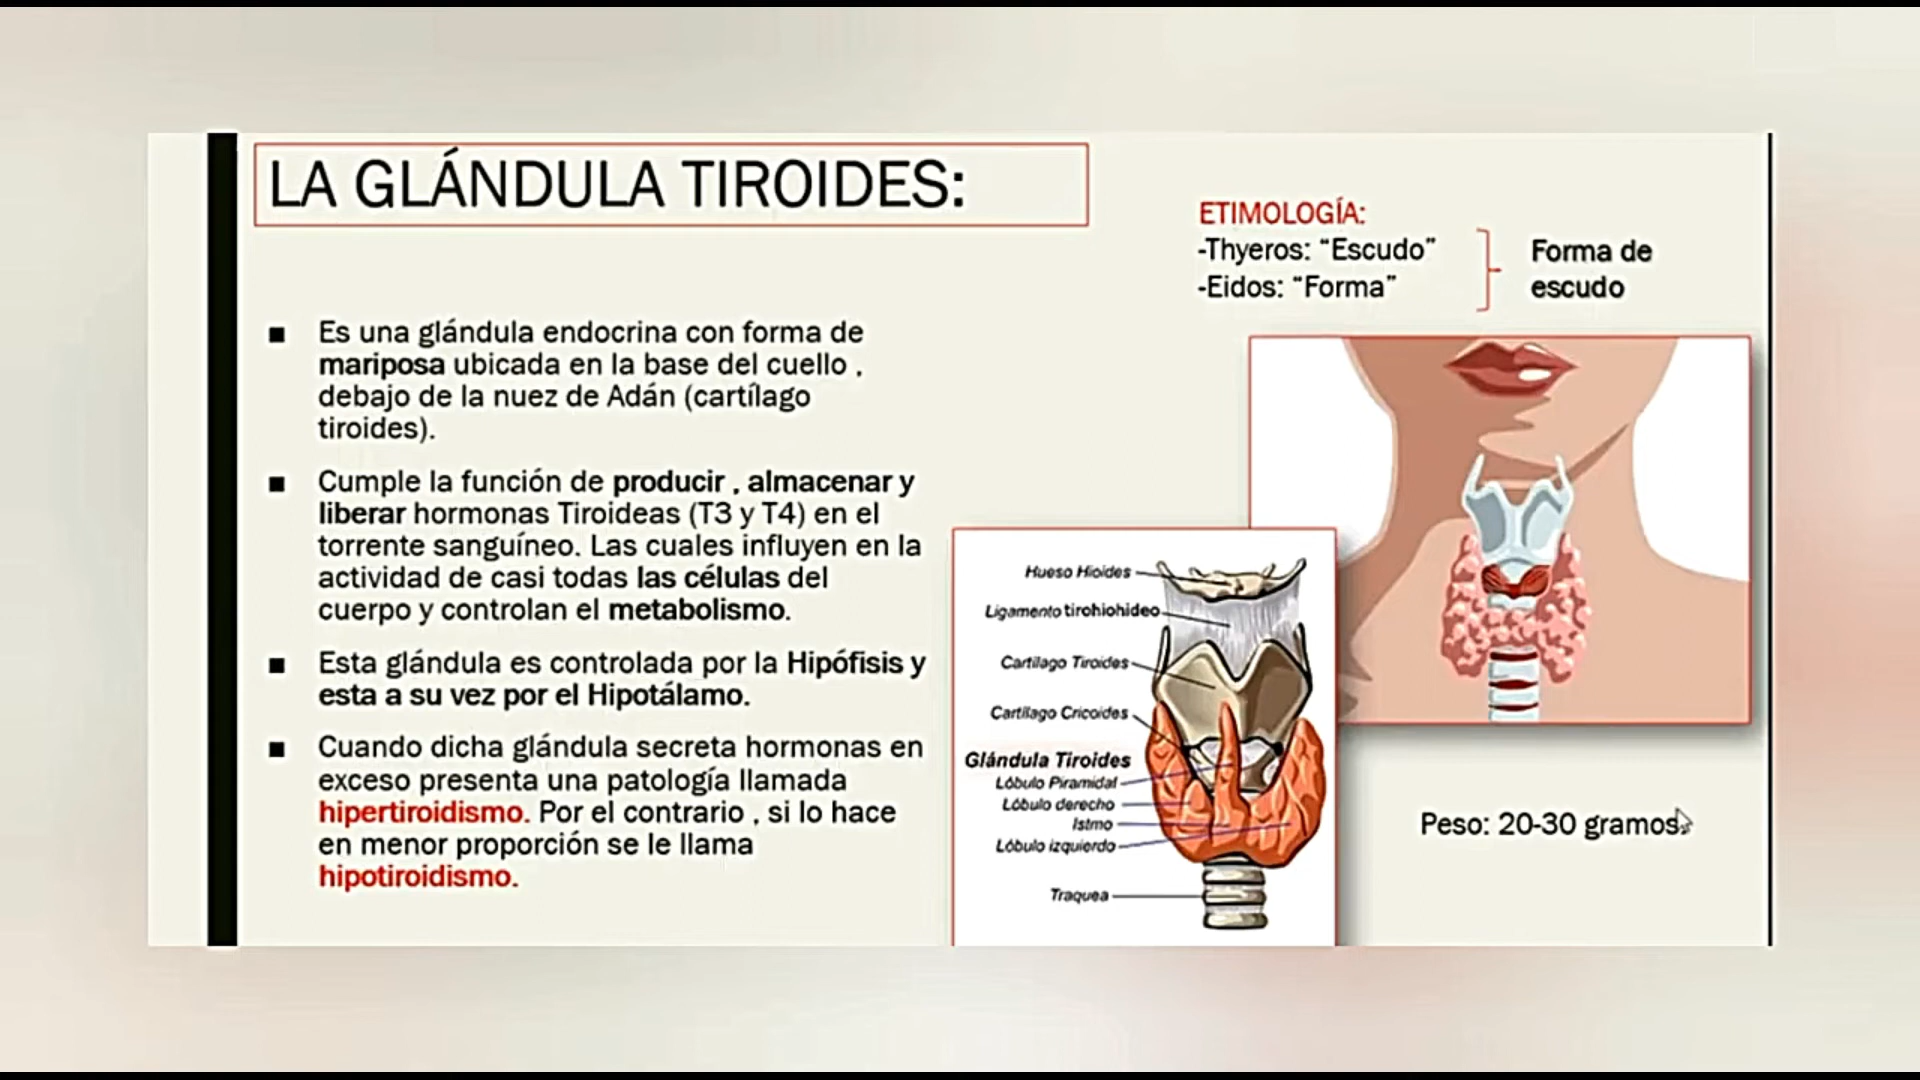 LA GLÁNDULA TIROIDES:
ETIMOLOGÍA:
-Thyeros: “Escudo”
-Eidos: “Forma”
Forma de
escudo
■ Es una glándula endocrina con forma de
mariposa ubicada en la base del cuello ,
debajo de la nuez de Adán (cartílago
tiroides).
■ Cumple la función de producir , almacenar y
liberar hormonas Tiroideas (T3 y T4) en el
torrente sanguíneo. Las cuales influyen en la
actividad de casi todas las células del
cuerpo y controlan el metabolismo.
■ Esta glándula es controlada por la Hipófisis y
esta a su vez por el Hipotálamo.
■ Cuando dicha glándula secreta hormonas en
exceso presenta una patología llamada
hipertiroidismo. Por el contrario , si lo hace
en menor proporción se le llama
hipotiroidismo.
Hueso Hioides
Ligamento tirohiohideo
Cartílago Tiroides
Cartílago Cricoides
Glándula Tiroides
Lóbulo Piramidal
Lóbulo derecho
Istmo
Lóbulo izquierdo
Traquea
Peso: 20-30 gramos